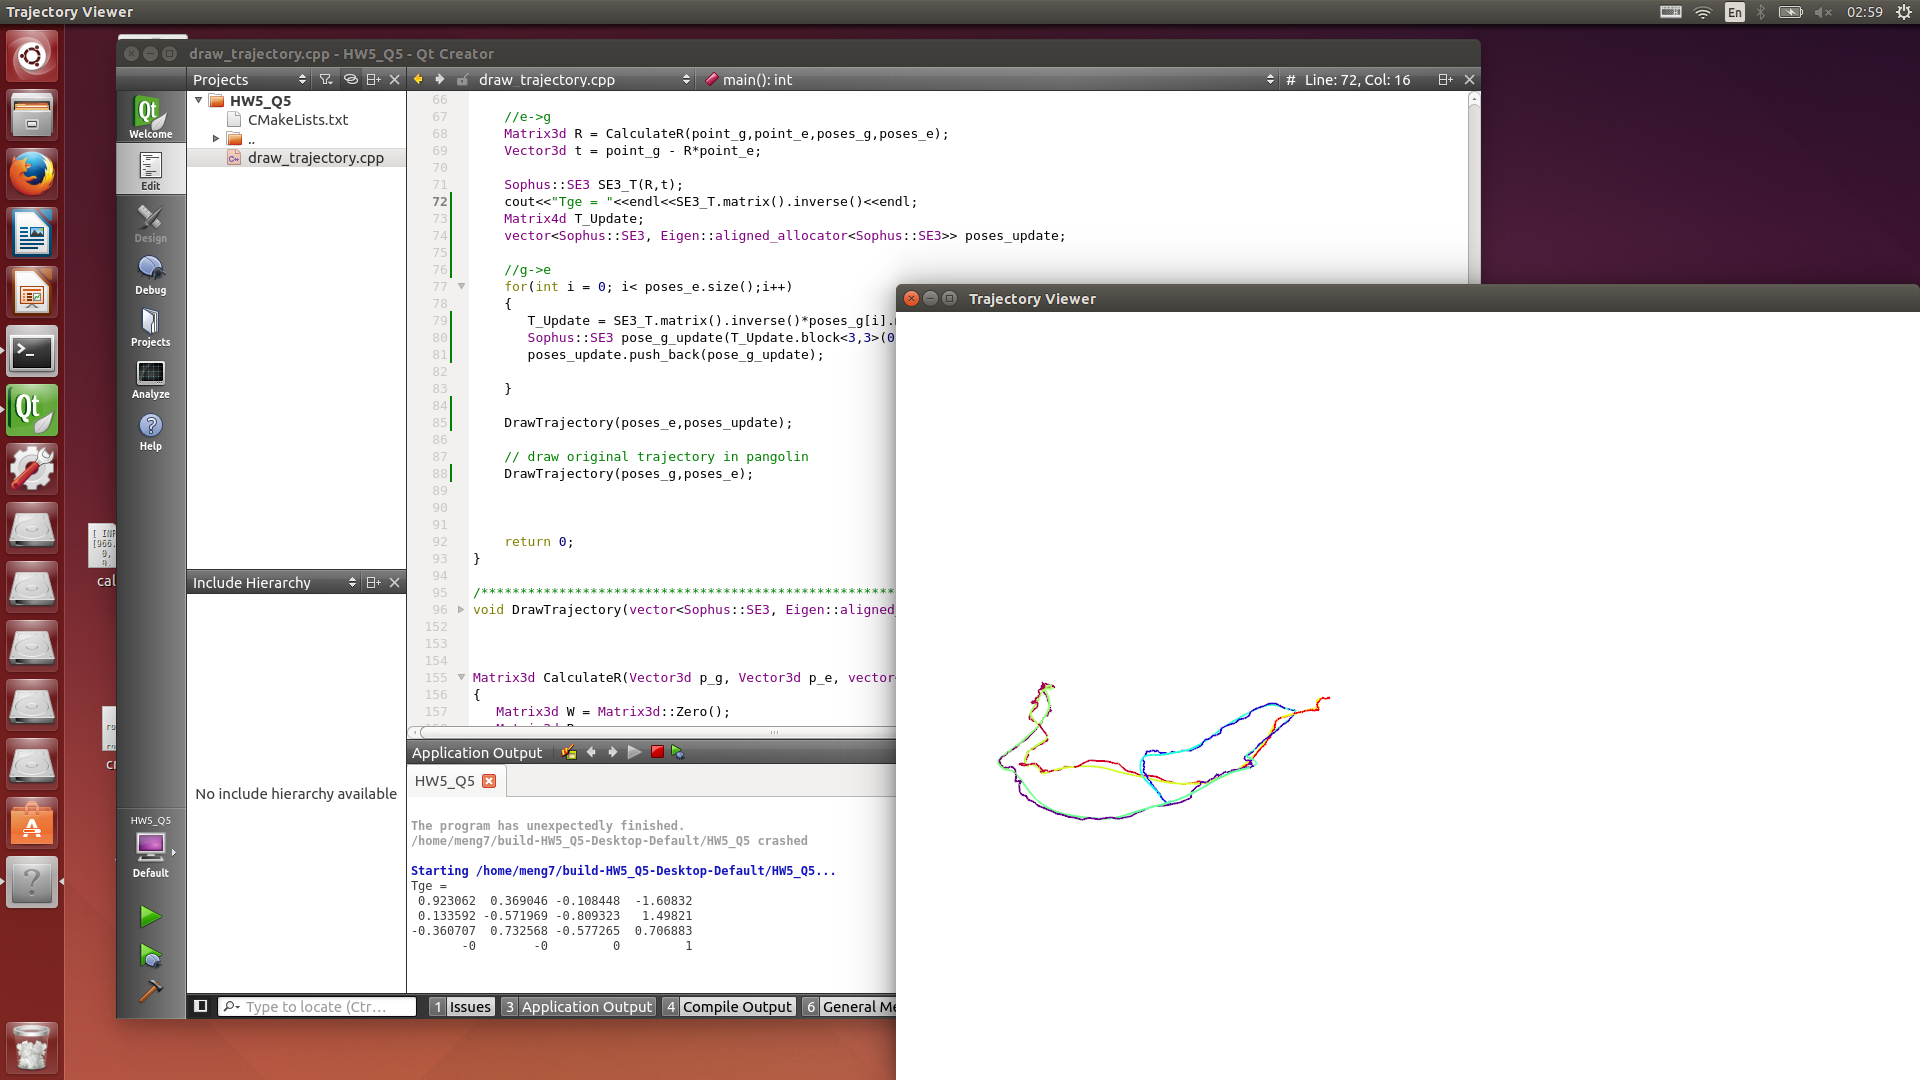 Trajectory Viewer
En
02:59
draw_trajectory.cpp - HW5_Q5 - Qt Creator
Projects
draw_trajectory.cpp
main(): int
# Line: 72, Col: 16
Welcome
Edit
Design
Debug
Projects
Analyze
Help
HW5_Q5
CMakeLists.txt
..
draw_trajectory.cpp
66
67 //e->g
68 Matrix3d R = CalculateR(point_g,point_e,poses_g,poses_e);
69 Vector3d t = point_g - R*point_e;
70
71 Sophus::SE3 SE3_T(R,t);
72 cout<<"Tge = "<<endl<<SE3_T.matrix().inverse()<<endl;
73 Matrix4d T_Update;
74 vector<Sophus::SE3, Eigen::aligned_allocator<Sophus::SE3>> poses_update;
75
76 //g->e
77 for(int i = 0; i< poses_e.size();i++)
78 {
79 T_Update = SE3_T.matrix().inverse()*poses_g[i].
80 Sophus::SE3 pose_g_update(T_Update.block<3,3>(0
81 poses_update.push_back(pose_g_update);
82
83 }
84
85 DrawTrajectory(poses_e,poses_update);
86
87 // draw original trajectory in pangolin
88 DrawTrajectory(poses_g,poses_e);
89
90
91
92 return 0;
93 }
94
95 /*****************************************************
96 void DrawTrajectory(vector<Sophus::SE3, Eigen::aligned
152
153
154
155 Matrix3d CalculateR(Vector3d p_g, Vector3d p_e, vector
156 {
157 Matrix3d W = Matrix3d::Zero();
Trajectory Viewer
Include Hierarchy
No include hierarchy available
Application Output
HW5_Q5
The program has unexpectedly finished.
/home/meng7/build-HW5_Q5-Desktop-Default/HW5_Q5 crashed
Starting /home/meng7/build-HW5_Q5-Desktop-Default/HW5_Q5...
Tge =
0.923062 0.369046 -0.108448 -1.60832
0.133592 -0.571969 -0.809323 1.49821
-0.360707 0.732568 -0.577265 0.706883
-0 -0 0 1
HW5_Q5
Default
Type to locate (Ctr...
1 Issues
3 Application Output
4 Compile Output
6 General Me
cal